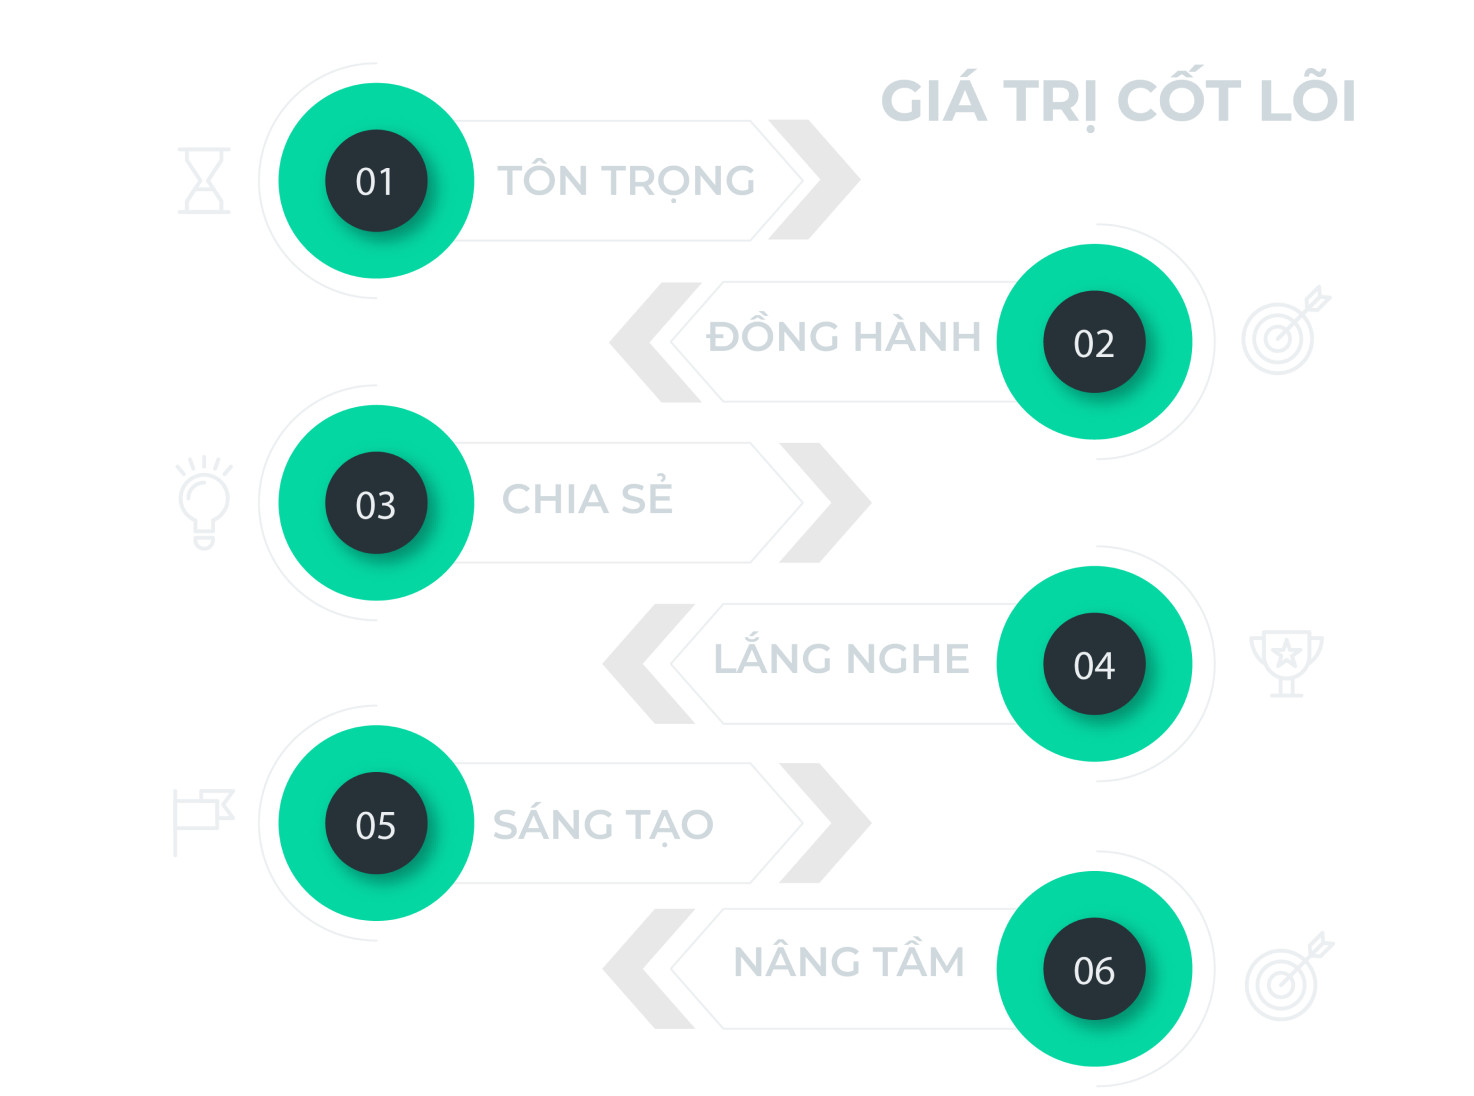 GIÁ TRỊ CỐT LÕI
01
TÔN TRỌNG
ĐỒNG HÀNH
02
03
CHIA SẺ
LẮNG NGHE
04
05
SÁNG TẠO
NÂNG TẦM
06